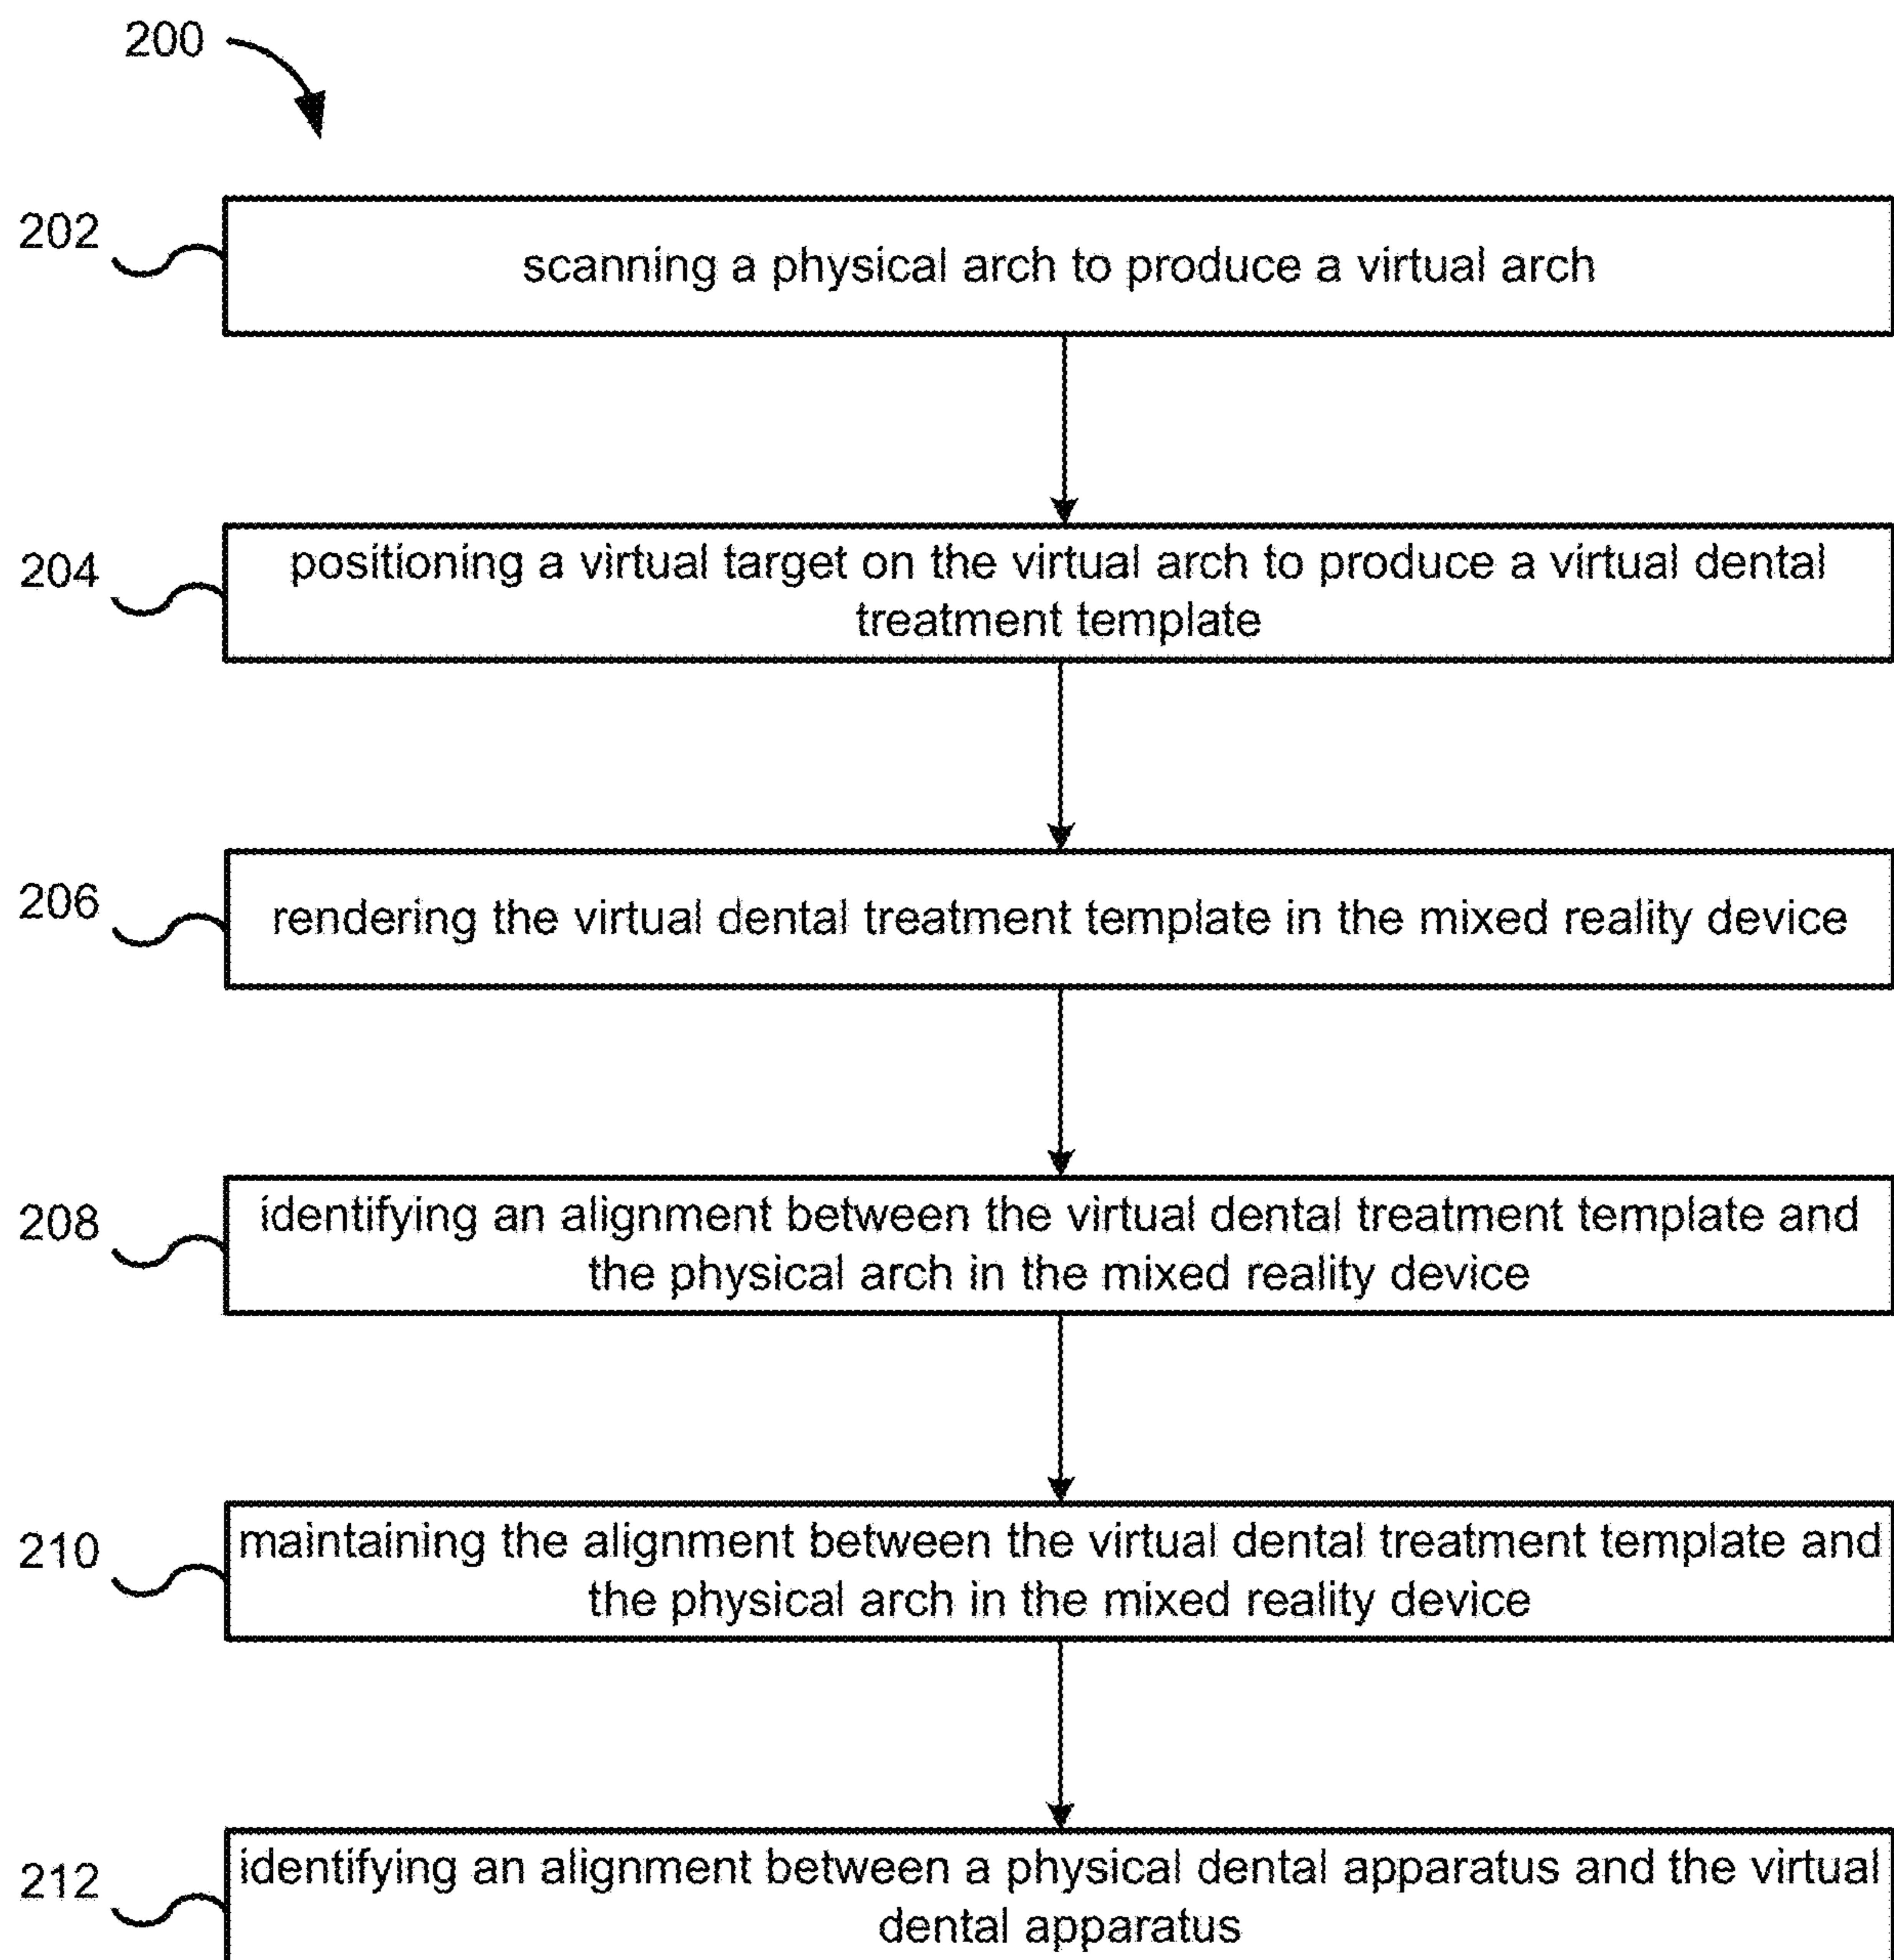 200
202
scanning a physical arch to produce a virtual arch
204
positioning a virtual target on the virtual arch to produce a virtual dental
treatment template
206
rendering the virtual dental treatment template in the mixed reality device
208
identifying an alignment between the virtual dental treatment template and
the physical arch in the mixed reality device
210
maintaining the alignment between the virtual dental treatment template and
the physical arch in the mixed reality device
212
identifying an alignment between a physical dental apparatus and the virtual
dental apparatus